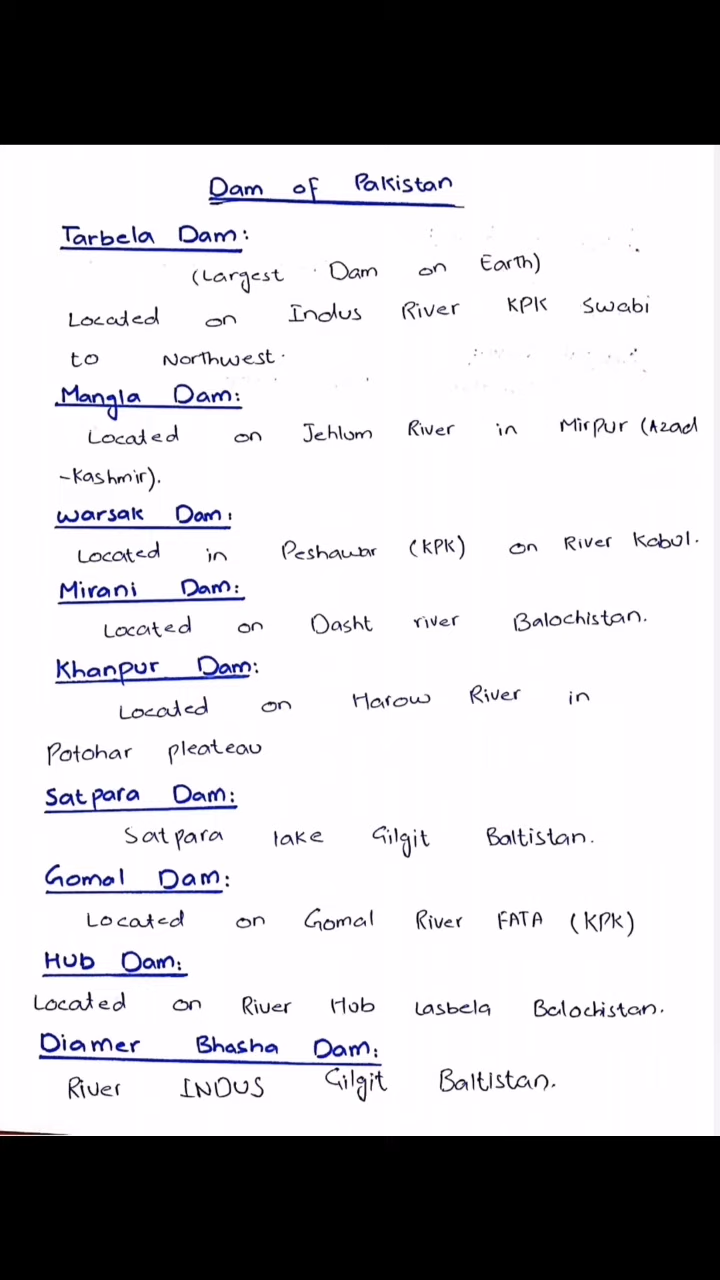 Dam of Pakistan
Tarbela Dam:
(Largest Dam on Earth)
Located on Indus River KPK Swabi
to Northwest.
Mangla Dam:
Located on Jehlum River in Mirpur (Azad
-Kashmir).
Warsak Dam:
Located in Peshawar (KPK) on River Kabul.
Mirani Dam:
Located on Dasht river Balochistan.
Khanpur Dam:
Located on Harow River in
Potohar pleateau
Satpara Dam:
Satpara lake Gilgit Baltistan.
Gomal Dam:
Located on Gomal River FATA (KPK)
Hub Dam:
Located on River Hub Lasbela Balochistan.
Diamer Bhasha Dam:
River INDUS Gilgit Baltistan.